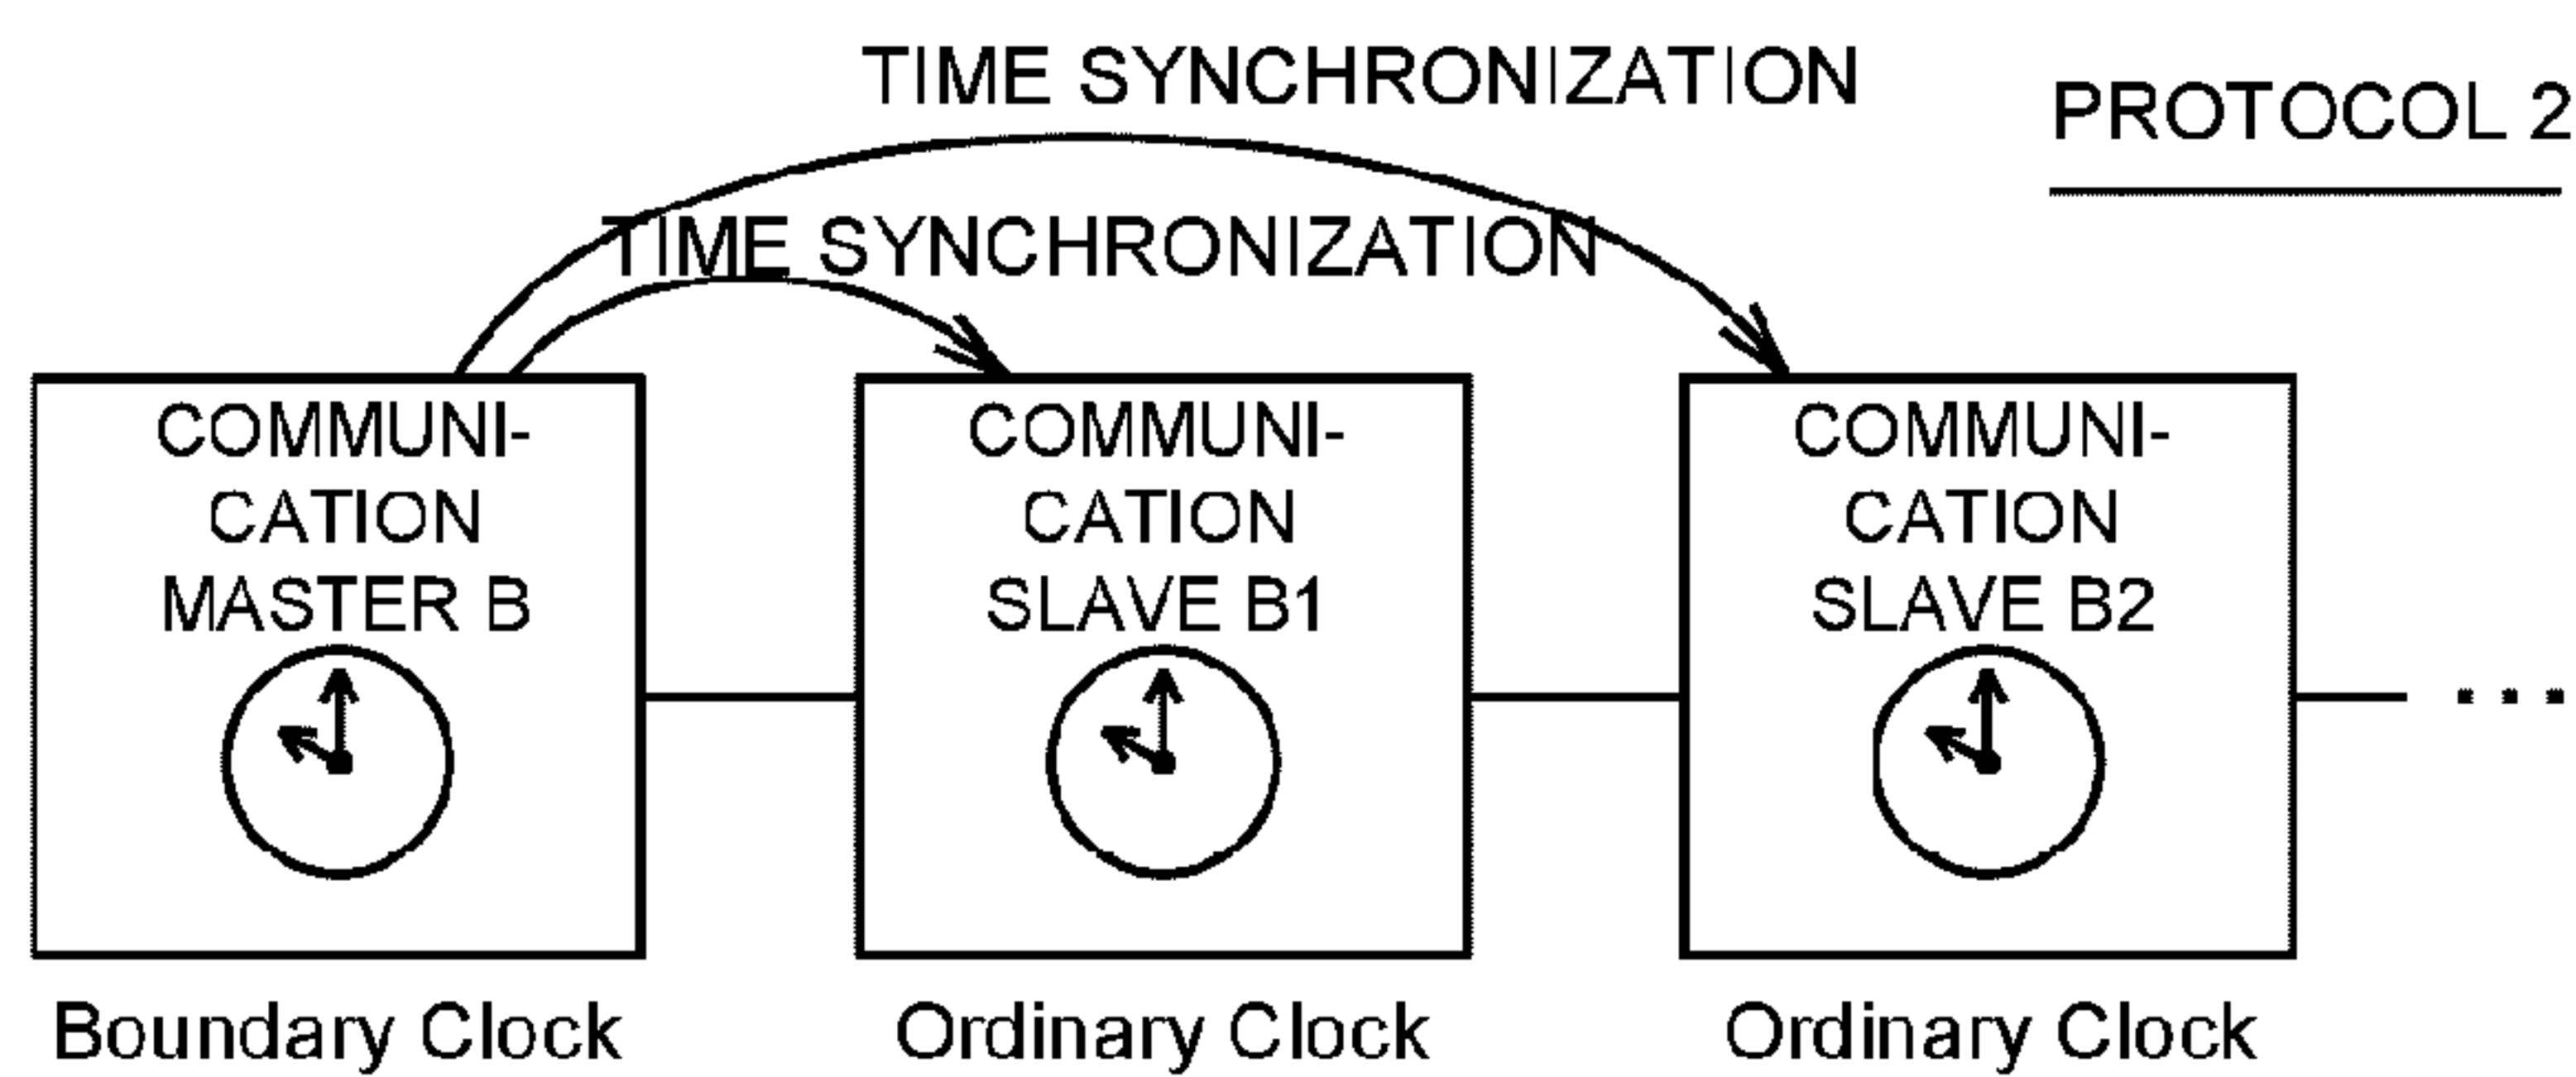 TIME SYNCHRONIZATION
PROTOCOL 2
TIME SYNCHRONIZATION
COMMUNI-
CATION
MASTER B
COMMUNI-
CATION
SLAVE B1
COMMUNI-
CATION
SLAVE B2
...
Boundary Clock
Ordinary Clock
Ordinary Clock